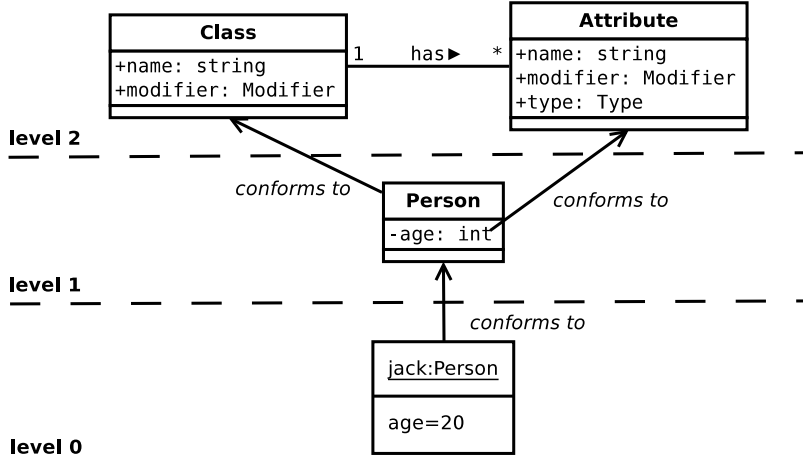 Class
+name: string
+modifier: Modifier
1 has▶ *
Attribute
+name: string
+modifier: Modifier
+type: Type
level 2
conforms to
conforms to
Person
-age: int
level 1
conforms to
jack:Person
age=20
level 0